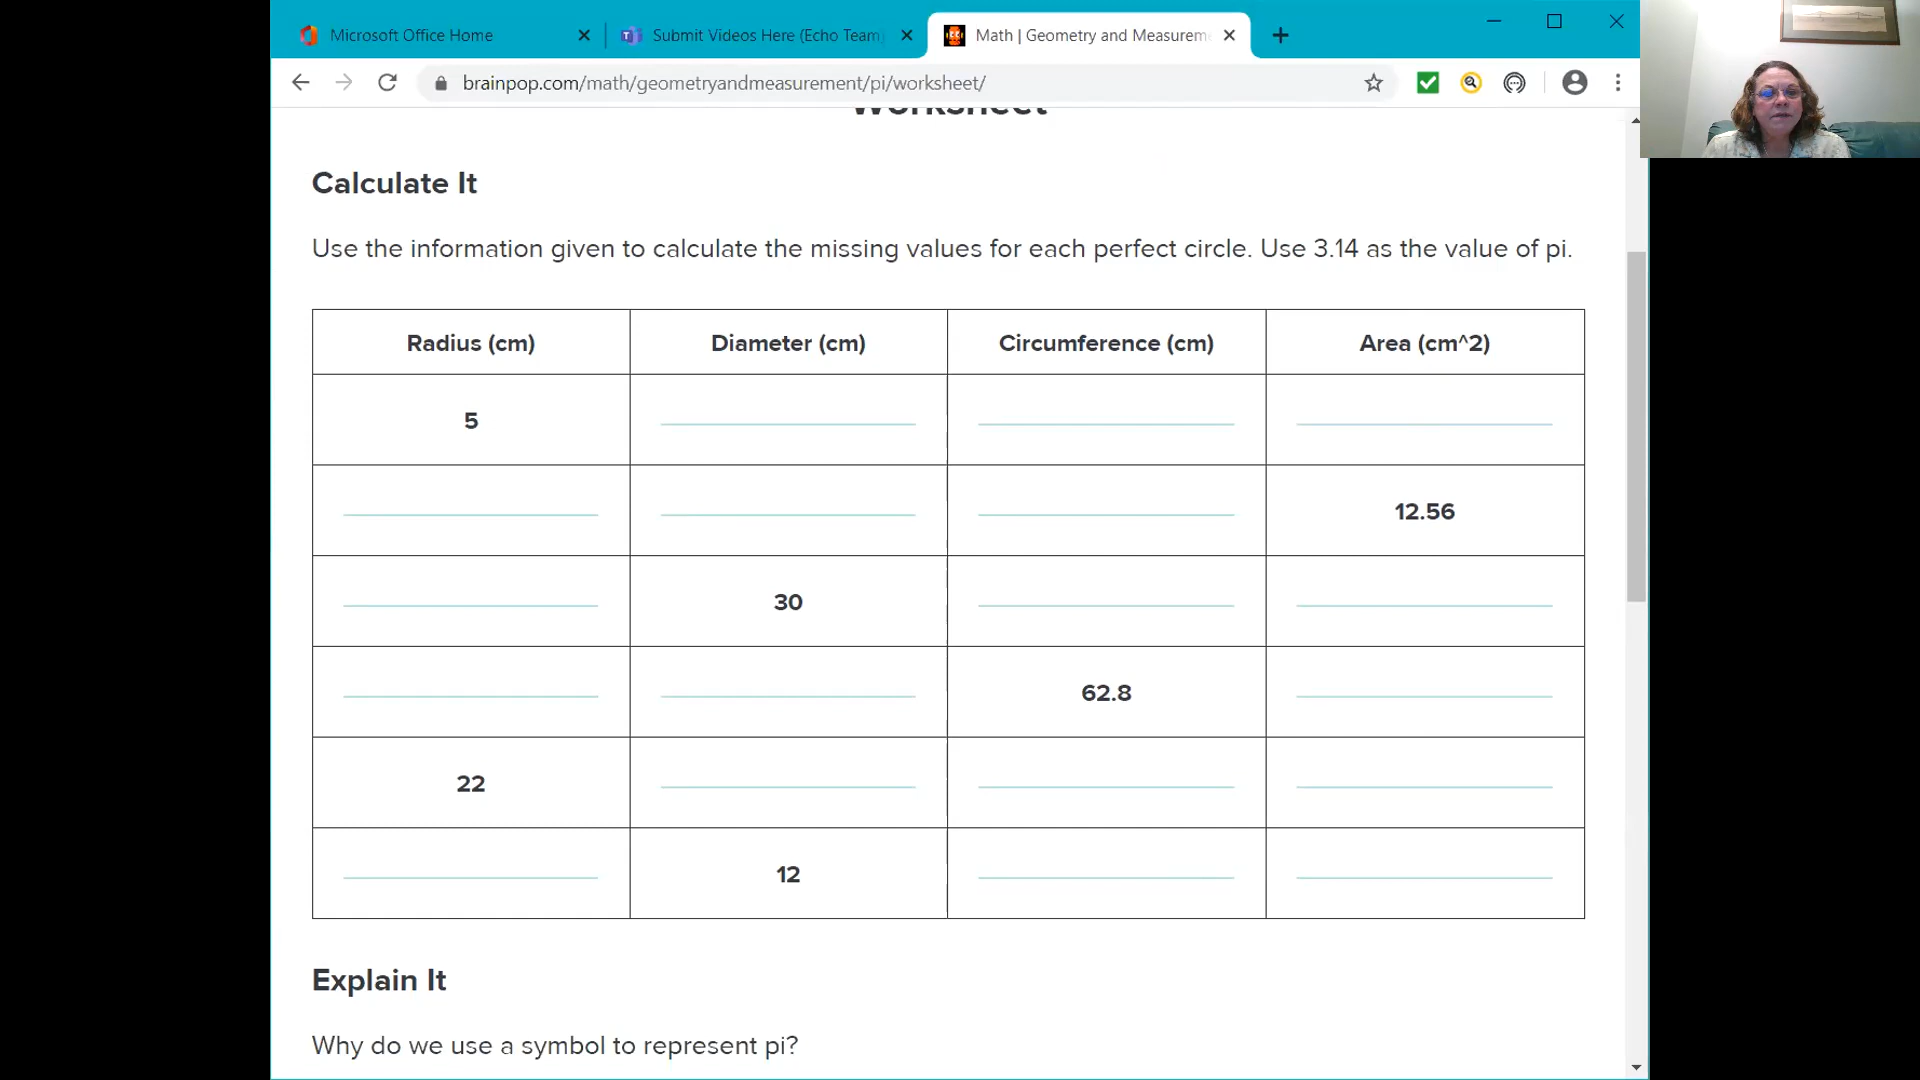 Microsoft Office Home
Submit Videos Here (Echo Team)
Math | Geometry and Measurem
brainpop.com/math/geometryandmeasurement/pi/worksheet/
Worksheet
Calculate It
Use the information given to calculate the missing values for each perfect circle. Use 3.14 as the value of pi.
Radius (cm) Diameter (cm) Circumference (cm) Area (cm^2)
5
12.56
30
62.8
22
12
Explain It
Why do we use a symbol to represent pi?